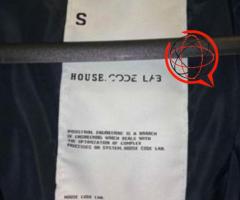 S
HOUSE.CODE LAB
INDUSTRIAL ENGINEERING IS A BRANCH
OF ENGINEERING WHICH DEALS WITH
THE OPTIMIZATION OF COMPLEX
PROCESSES OR SYSTEM. HOUSE CODE LAB.
HOUSE CODE LAB.